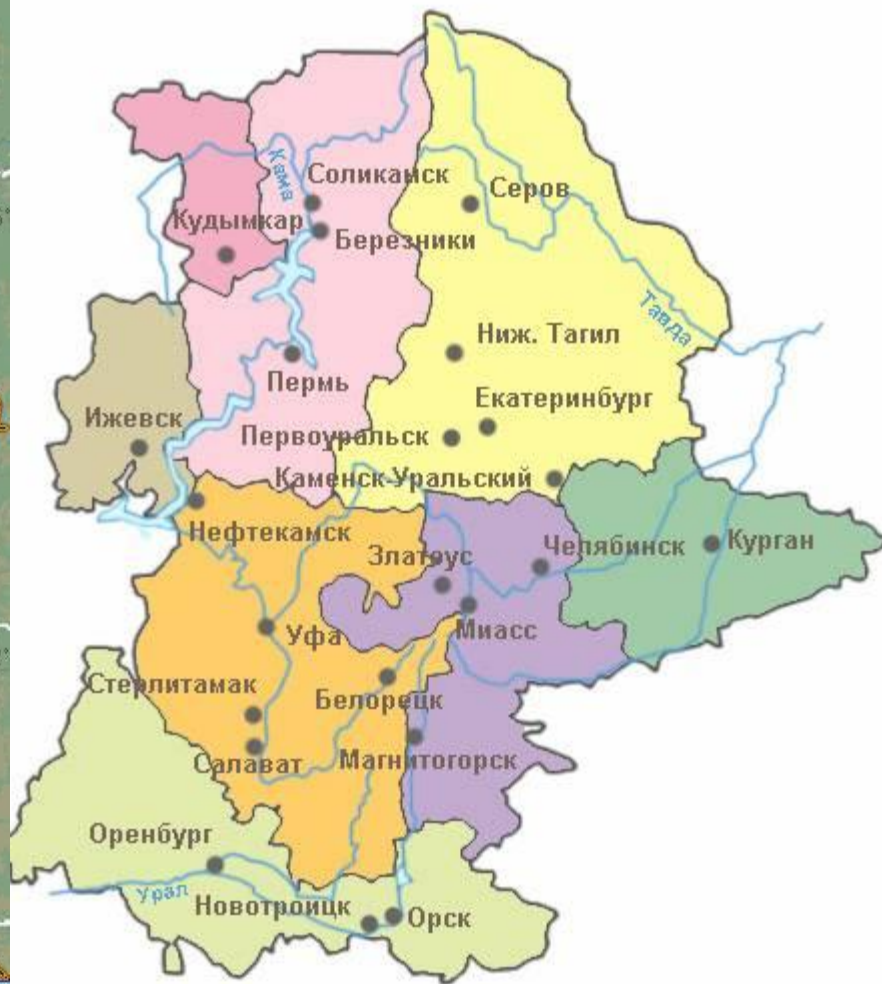 Кама
Соликамск
Серов
Кудымкар
Березники
Тавда
Ниж. Тагил
Пермь
Екатеринбург
Ижевск
Первоуральск
Каменск-Уральский
Нефтекамск
Златоус
Челябинск
Курган
Уфа
Миасс
Стерлитамак
Белорецк
Салават
Магнитогорск
Оренбург
Урал
Новотроицк
Орск